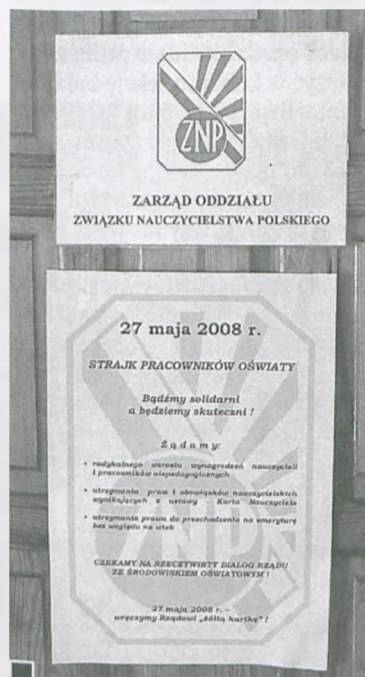 ZNP
ZARZĄD ODDZIAŁU
ZWIĄZKU NAUCZYCIELSTWA POLSKIEGO
27 maja 2008 r.
STRAJK PRACOWNIKÓW OŚWIATY
Bądźmy solidarni
a będziemy skuteczni !
Żądamy:
• radykalnego wzrostu wynagrodzeń nauczycieli
i pracowników niepedagogicznych
• utrzymania praw i obowiązków nauczycielskich
wynikających z ustawy Karta Nauczyciela
• utrzymania prawa do przechodzenia na emeryturę
bez względu na wiek
CZEKAMY NA RZECZYWISTY DIALOG RZĄDU
ZE ŚRODOWISKIEM OŚWIATOWYM !
27 maja 2008 r. –
wręczymy Rządowi „żółtą kartkę" !
ZNP